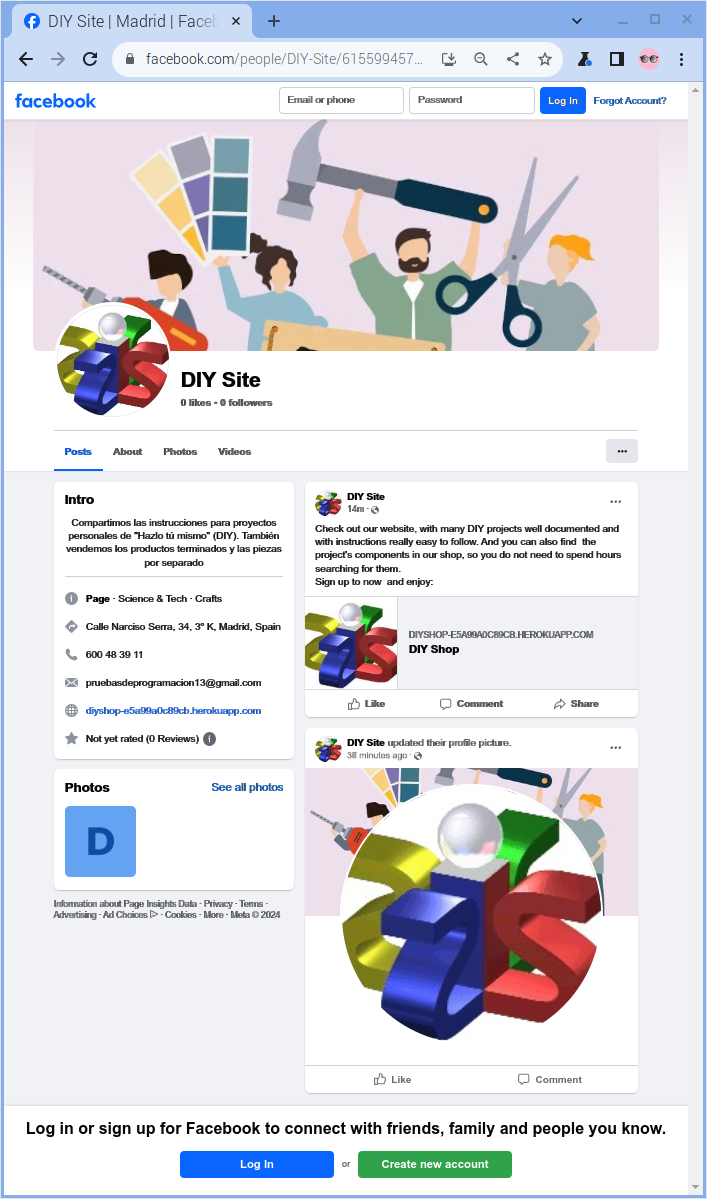 DIY Site | Madrid | Faceb
facebook.com/people/DIY-Site/615599457...
facebook
Email or phone
Password
Log In
Forgot Account?
DIY Site
0 likes • 0 followers
Posts
About
Photos
Videos
Intro
Compartimos las instrucciones para proyectos
personales de "Hazlo tú mismo" (DIY). También
vendemos los productos terminados y las piezas
por separado
Page · Science & Tech · Crafts
Calle Narciso Serra, 34, 3º K, Madrid, Spain
600 48 39 11
pruebasdeprogramacion13@gmail.com
diyshop-e5a99a0c89cb.herokuapp.com
Not yet rated (0 Reviews)
Photos
See all photos
D
Information about Page Insights Data · Privacy · Terms ·
Advertising · Ad Choices · Cookies · More · Meta © 2024
DIY Site
14m ·
Check out our website, with many DIY projects well documented and
with instructions really easy to follow. And you can also find  the
project's components in our shop, so you do not need to spend hours
searching for them.
Sign up to now  and enjoy:
DIYSHOP-E5A99A0C89CB.HEROKUAPP.COM
DIY Shop
Like
Comment
Share
DIY Site updated their profile picture.
36 minutes ago ·
Like
Comment
Log in or sign up for Facebook to connect with friends, family and people you know.
Log In
or
Create new account